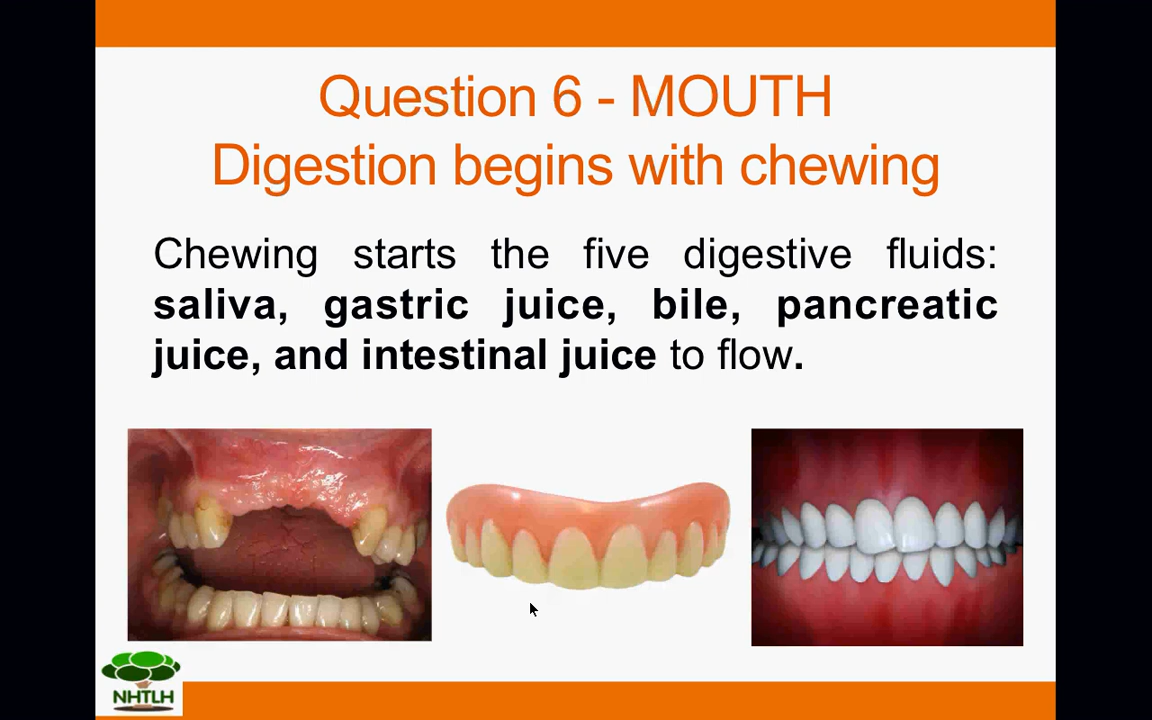 Question 6 - MOUTH
Digestion begins with chewing
Chewing starts the five digestive fluids:
saliva, gastric juice, bile, pancreatic
juice, and intestinal juice to flow.
NHTLH